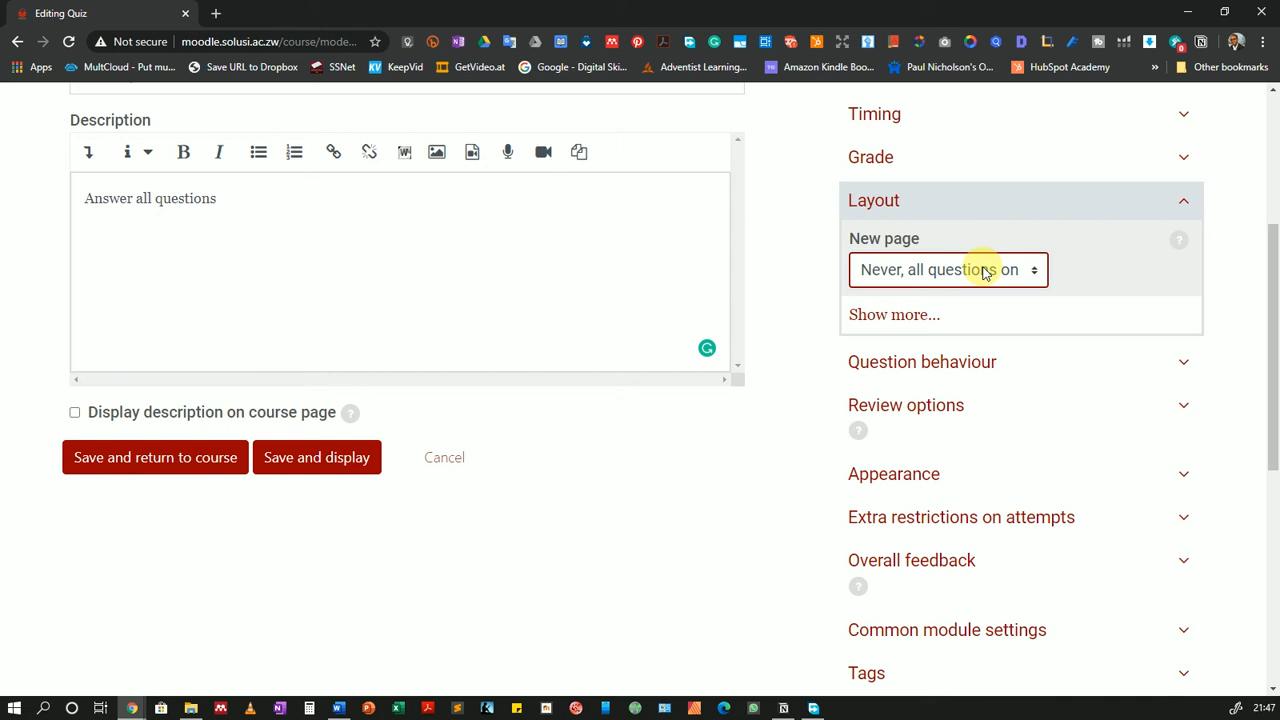 Editing Quiz
Not secure
moodle.solusi.ac.zw/course/mode...
Apps
MultCloud - Put mu...
Save URL to Dropbox
SSNet
KeepVid
GetVideo.at
Google - Digital Ski...
Adventist Learning...
Amazon Kindle Boo...
Paul Nicholson's O...
HubSpot Academy
»
Other bookmarks
Description
Answer all questions
Display description on course page
Save and return to course
Save and display
Cancel
Timing
Grade
Layout
New page
Never, all questions on
Show more...
Question behaviour
Review options
Appearance
Extra restrictions on attempts
Overall feedback
Common module settings
Tags
21:47